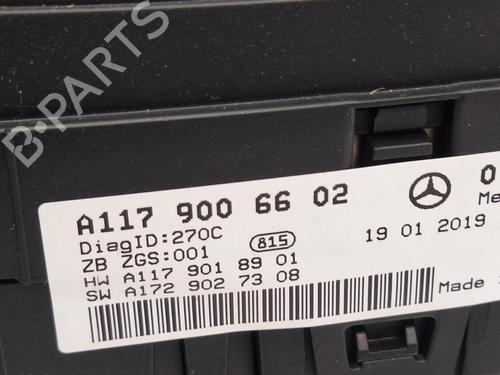 B-PARTS
A117 900 66 02
DiagID:270C
815
19 01 2019
ZB ZGS:001
HW A117 901 89 01
SW A172 902 73 08
Made